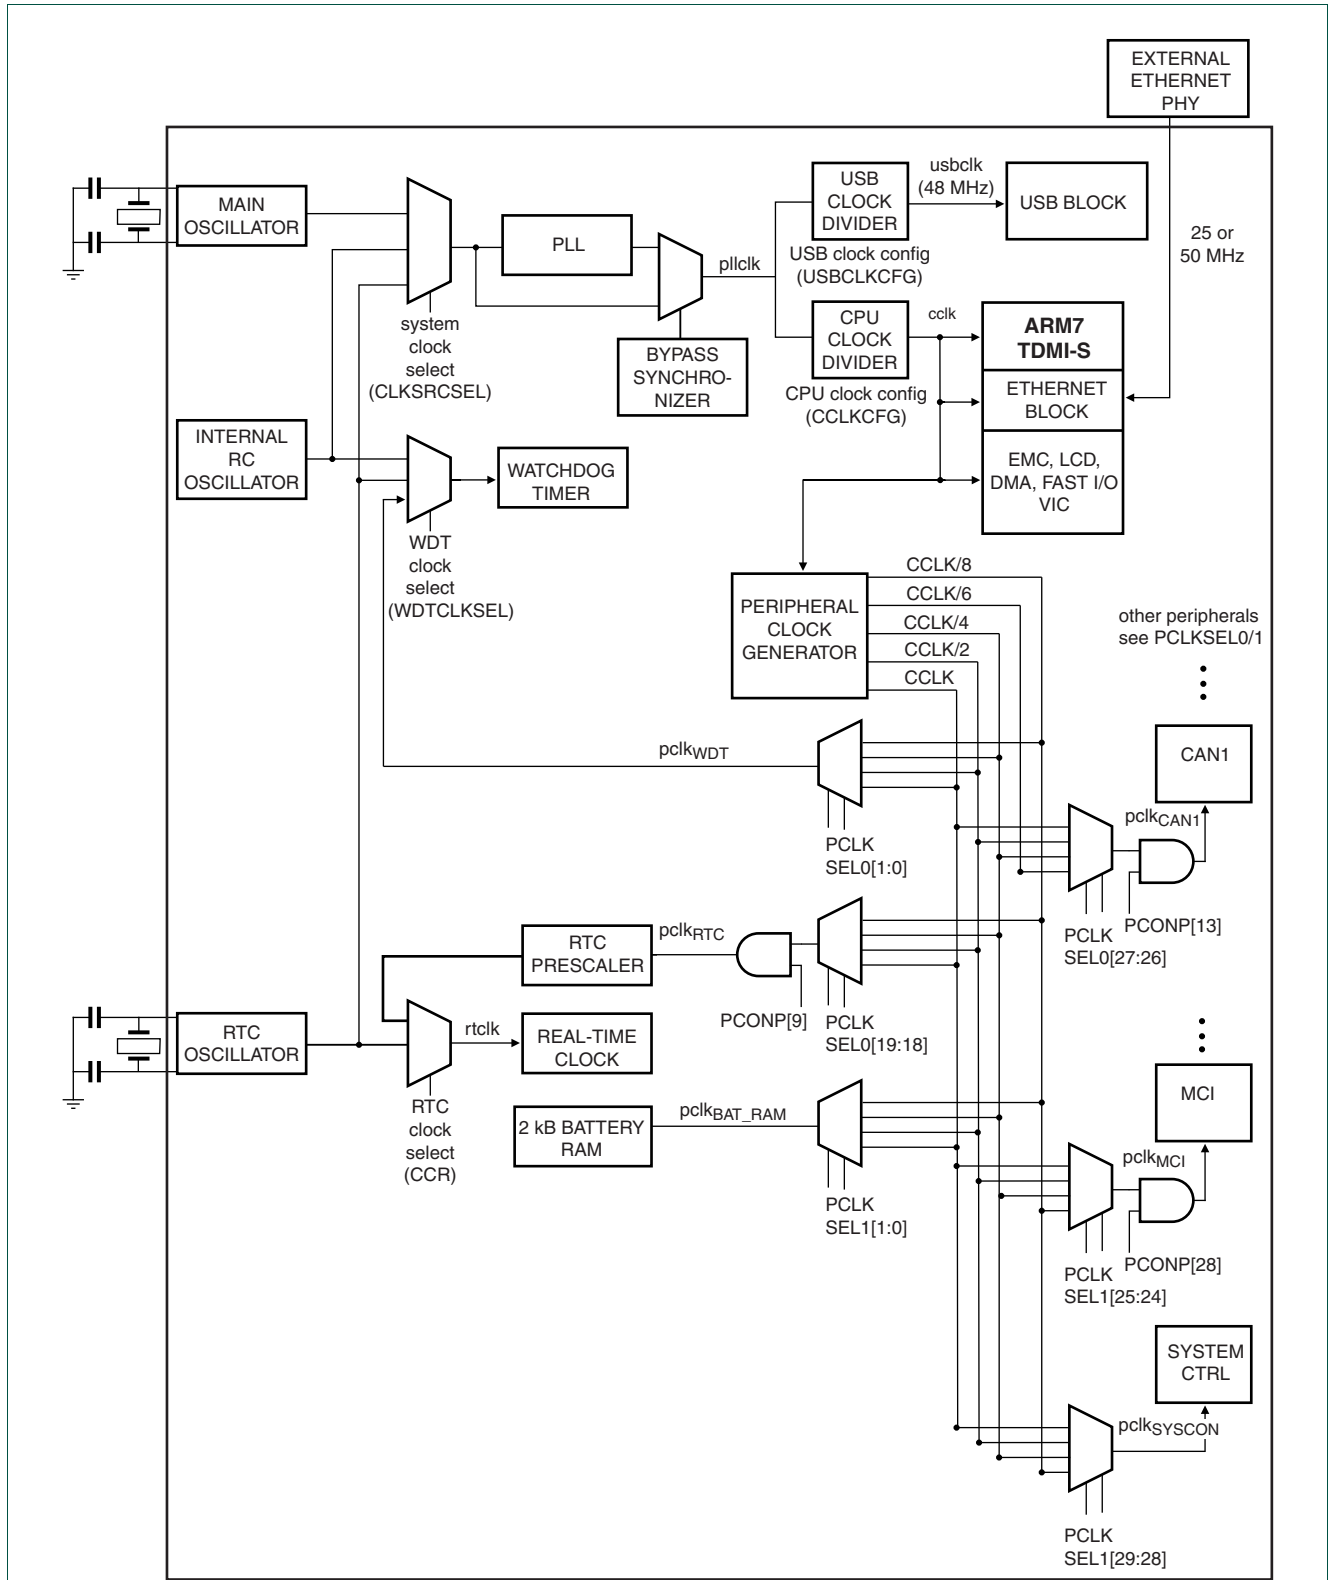 EXTERNAL
ETHERNET
PHY
MAIN
OSCILLATOR
system
clock
select
(CLKSRCSEL)
PLL
BYPASS
SYNCHRO-
NIZER
pllclk
USB
CLOCK
DIVIDER
USB clock config
(USBCLKCFG)
usbclk
(48 MHz)
USB BLOCK
25 or
50 MHz
CPU
CLOCK
DIVIDER
CPU clock config
(CCLKCFG)
cclk
ARM7
TDMI-S
ETHERNET
BLOCK
EMC, LCD,
DMA, FAST I/O
VIC
INTERNAL
RC
OSCILLATOR
WATCHDOG
TIMER
WDT
clock
select
(WDTCLKSEL)
PERIPHERAL
CLOCK
GENERATOR
CCLK/8
CCLK/6
CCLK/4
CCLK/2
CCLK
other peripherals
see PCLKSEL0/1
pclkWDT
PCLK
SEL0[1:0]
CAN1
pclkCAN1
PCONP[13]
PCLK
SEL0[27:26]
RTC
PRESCALER
pclkRTC
PCONP[9]
PCLK
SEL0[19:18]
RTC
OSCILLATOR
rtclk
REAL-TIME
CLOCK
RTC
clock
select
(CCR)
2 kB BATTERY
RAM
pclkBAT_RAM
PCLK
SEL1[1:0]
MCI
pclkMCI
PCONP[28]
PCLK
SEL1[25:24]
SYSTEM
CTRL
pclkSYSCON
PCLK
SEL1[29:28]